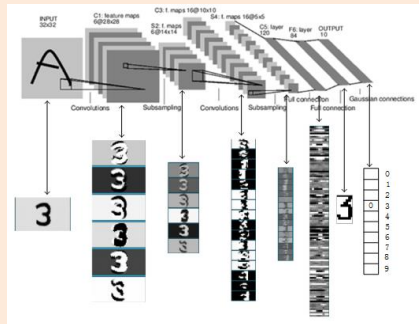 C3: f. maps 16@10x10
INPUT
32x32
C1: feature maps
6@28x28
S2: f. maps
6@14x14
S4: f. maps 16@5x5
C5: layer
120
F6: layer
84
OUTPUT
10
A
Convolutions
Subsampling
Convolutions
Subsampling
Full connection
Full connection
Gaussian connections
3
3
0
1
2
3
4
5
6
7
8
9
0